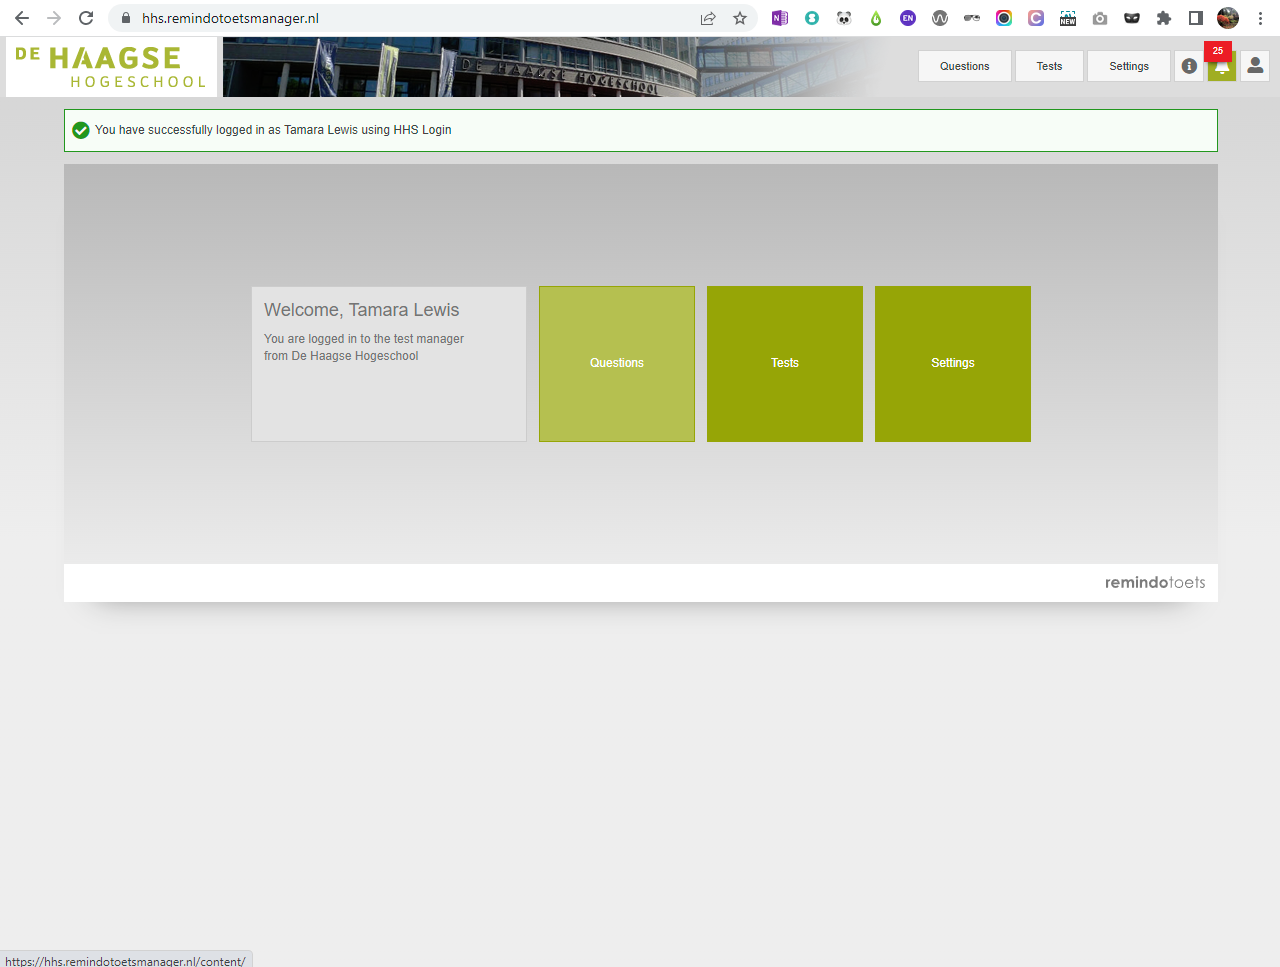 hhs.remindotoetsmanager.nl
N
EN
C
NEW
DE HAAGSE
HOGESCHOOL
DE HAAGSE HOGESCHOOL
Questions
Tests
Settings
25
You have successfully logged in as Tamara Lewis using HHS Login
Welcome, Tamara Lewis
You are logged in to the test manager
from De Haagse Hogeschool
Questions
Tests
Settings
remindotoets
https://hhs.remindotoetsmanager.nl/content/